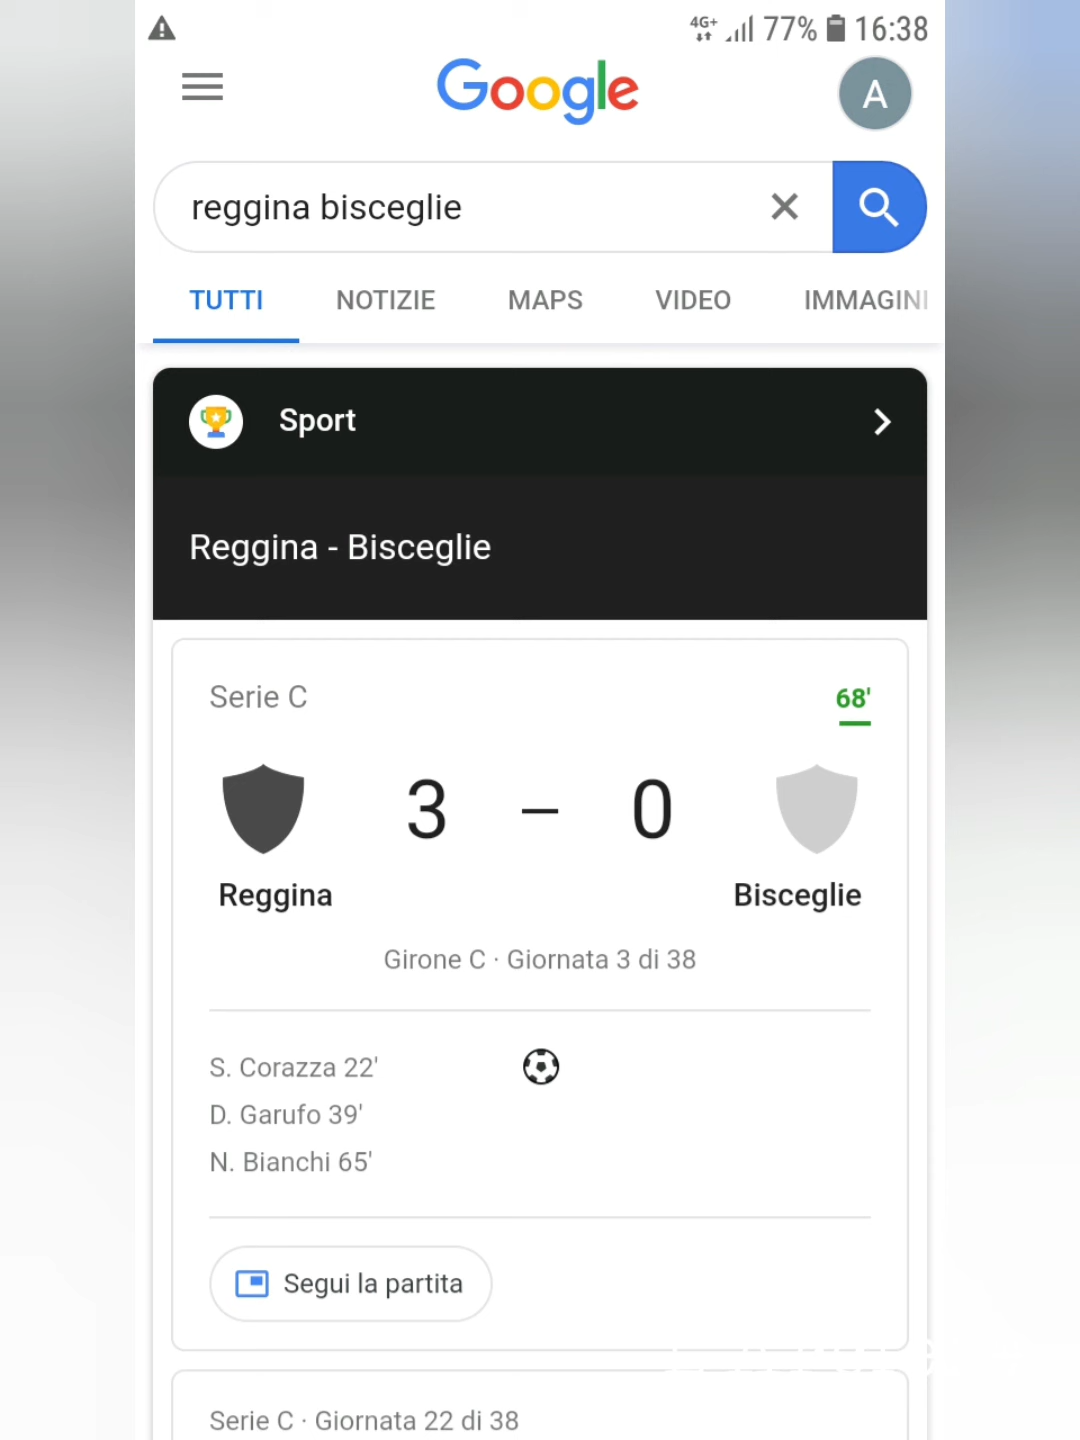 4G+ 77% 16:38
Google
A
reggina bisceglie
TUTTI NOTIZIE MAPS VIDEO IMMAGINI
Sport
Reggina - Bisceglie
Serie C 68'
3 – 0
Reggina Bisceglie
Girone C · Giornata 3 di 38
S. Corazza 22'
D. Garufo 39'
N. Bianchi 65'
Segui la partita
Serie C · Giornata 22 di 38